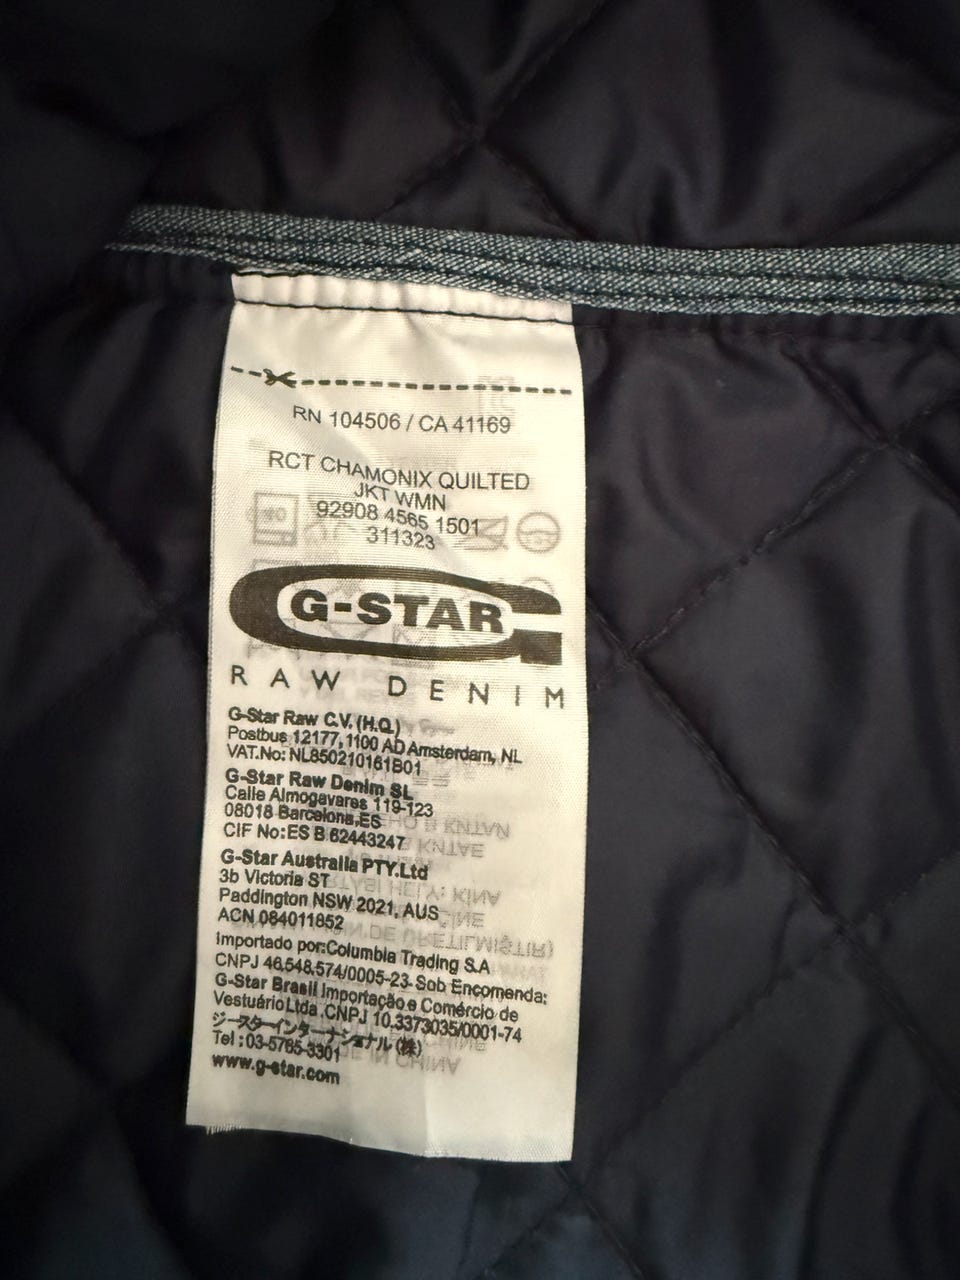 RN 104506 / CA 41169
RCT CHAMONIX QUILTED
JKT WMN
92908 4565 1501
311323
G-STAR
RAW DENIM
G-Star Raw C.V. (H.Q.)
Postbus 12177, 1100 AD Amsterdam, NL
VAT.No: NL850210161B01
G-Star Raw Denim SL
Calle Almogavares 119-123
08018 Barcelona,ES
CIF No:ES B 62443247
G-Star Australia PTY.Ltd
3b Victoria ST
Paddington NSW 2021, AUS
ACN 084011852
Importado por:Columbia Trading S.A
CNPJ 46.548.574/0005-23- Sob Encomenda:
G-Star Brasil Importação e Comércio de
Vestuário Ltda .CNPJ 10.3373035/0001-74
ジースターインターナショナル (株)
Tel : 03-5765-3301
www.g-star.com